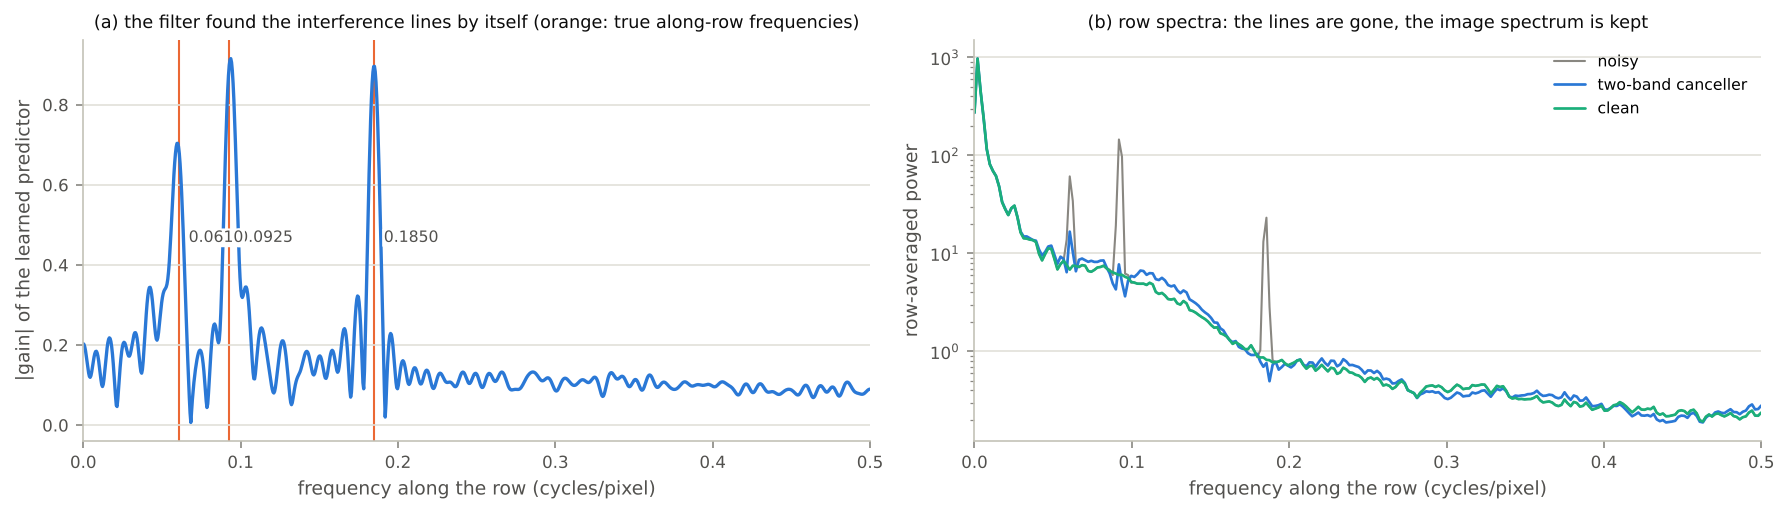 (a) the filter found the interference lines by itself (orange: true along-row frequencies)
|gain| of the learned predictor
0.8
0.6
0.4
0.2
0.0
0.0610
0.0925
0.1850
0.0 0.1 0.2 0.3 0.4 0.5
frequency along the row (cycles/pixel)
(b) row spectra: the lines are gone, the image spectrum is kept
row-averaged power
10³
10²
10¹
10⁰
noisy
two-band canceller
clean
0.0 0.1 0.2 0.3 0.4 0.5
frequency along the row (cycles/pixel)